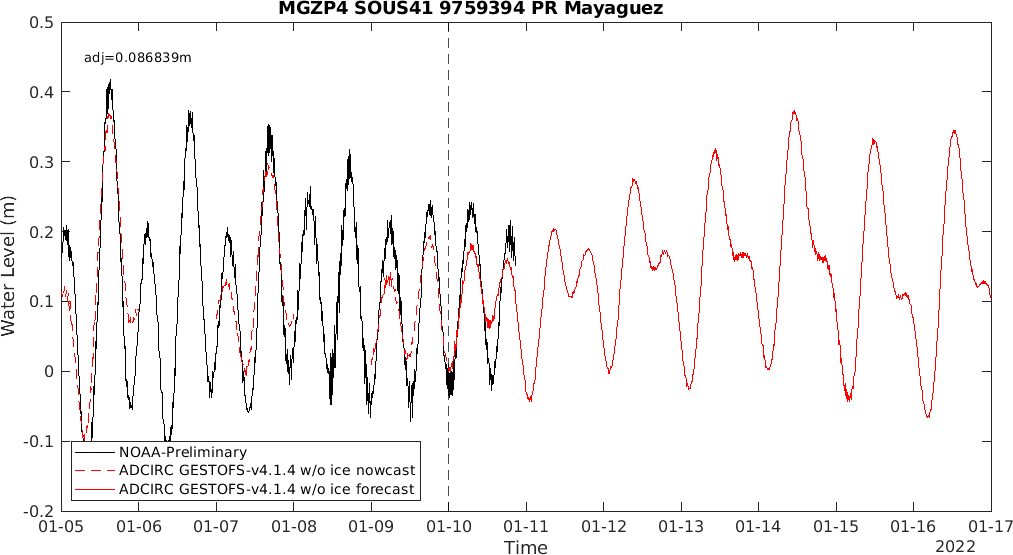 MGZP4 SOUS41 9759394 PR Mayaguez
adj=0.086839m
Water Level (m)
0.5
0.4
0.3
0.2
0.1
0
-0.1
-0.2
NOAA-Preliminary
ADCIRC GESTOFS-v4.1.4 w/o ice nowcast
ADCIRC GESTOFS-v4.1.4 w/o ice forecast
01-05 01-06 01-07 01-08 01-09 01-10 01-11 01-12 01-13 01-14 01-15 01-16 01-17
Time
2022